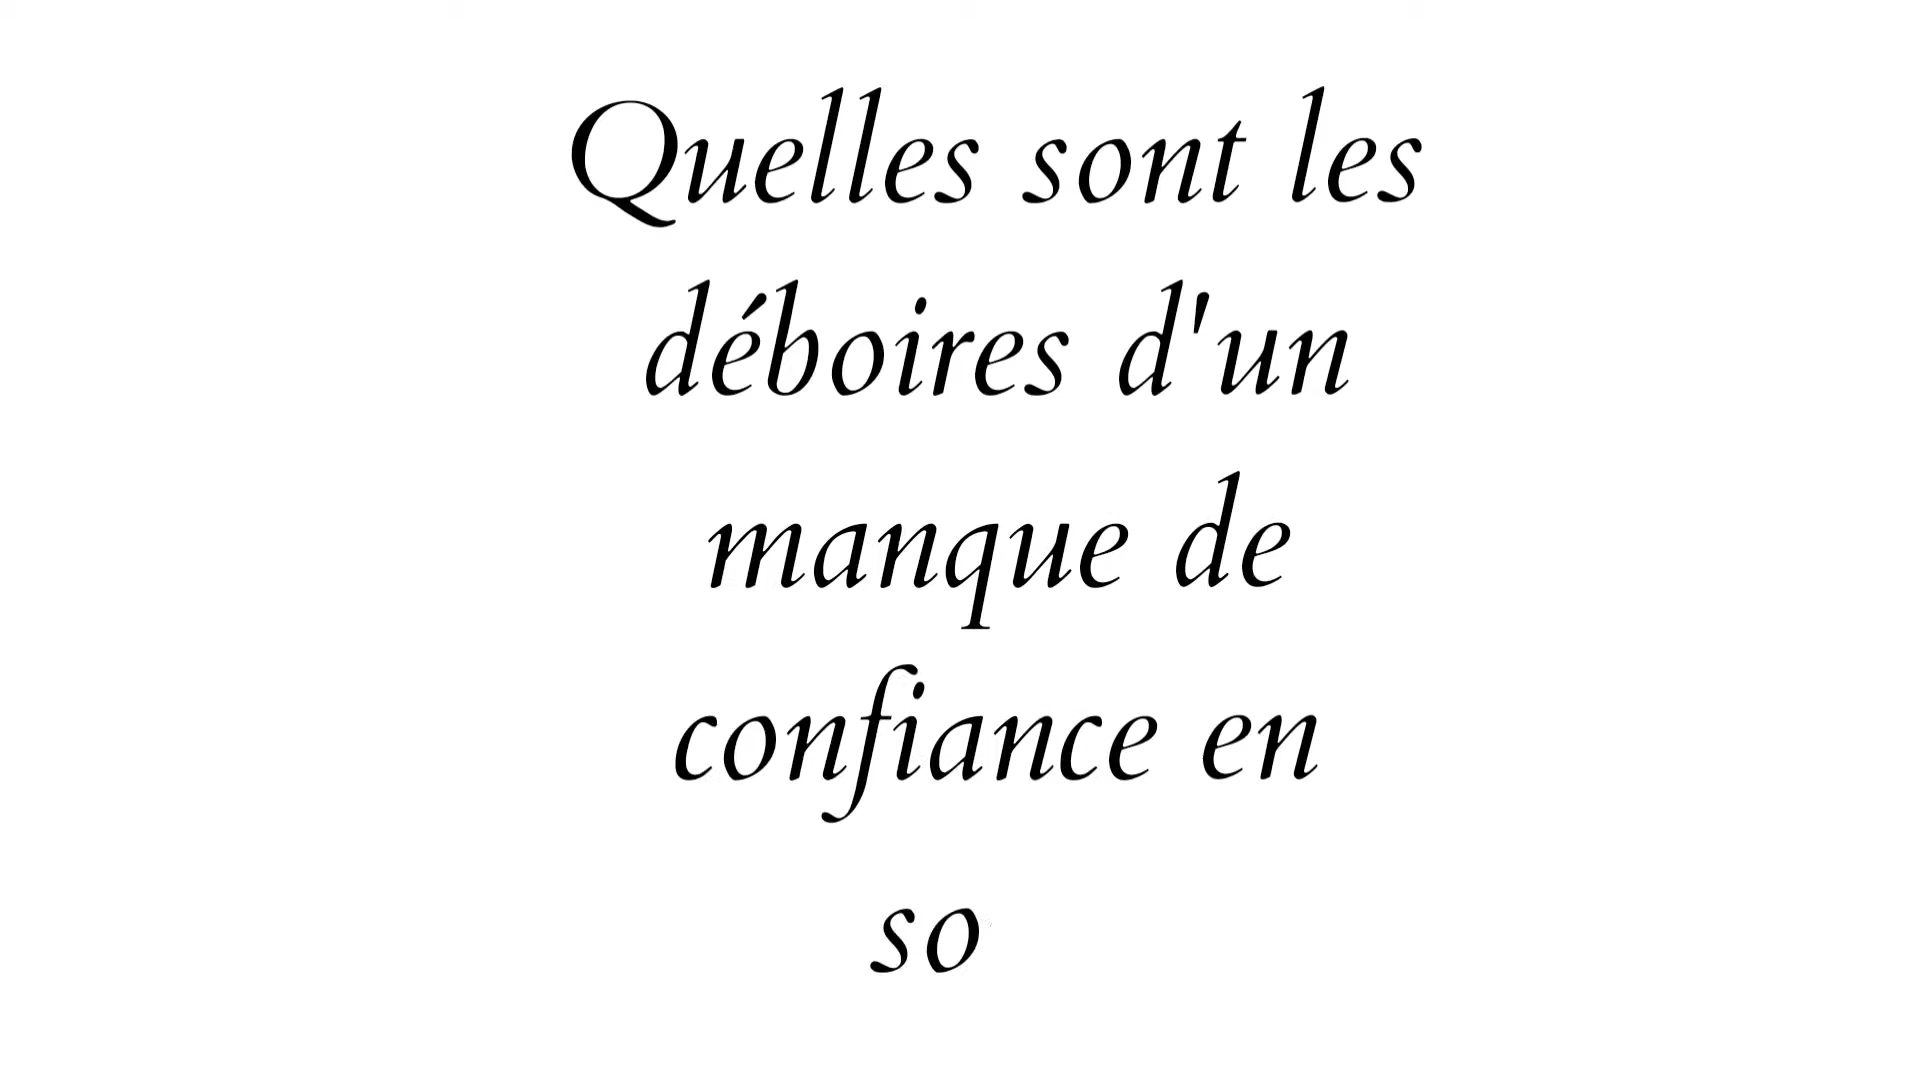 Quelles sont les
déboires d'un
manque de
confiance en
so